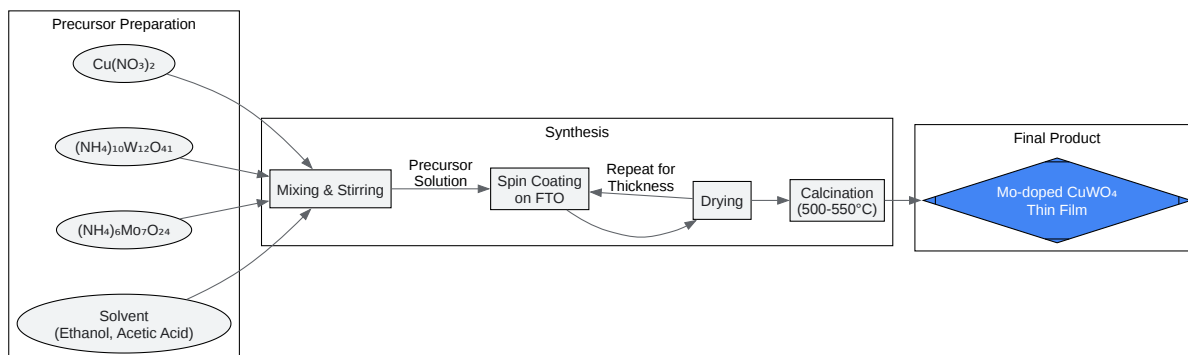 Precursor Preparation
Cu(NO₃)₂
(NH₄)₁₀W₁₂O₄₁
(NH₄)₆Mo₇O₂₄
Solvent
(Ethanol, Acetic Acid)
Synthesis
Mixing & Stirring
Precursor
Solution
Spin Coating
on FTO
Repeat for
Thickness
Drying
Calcination
(500-550°C)
Final Product
Mo-doped CuWO₄
Thin Film